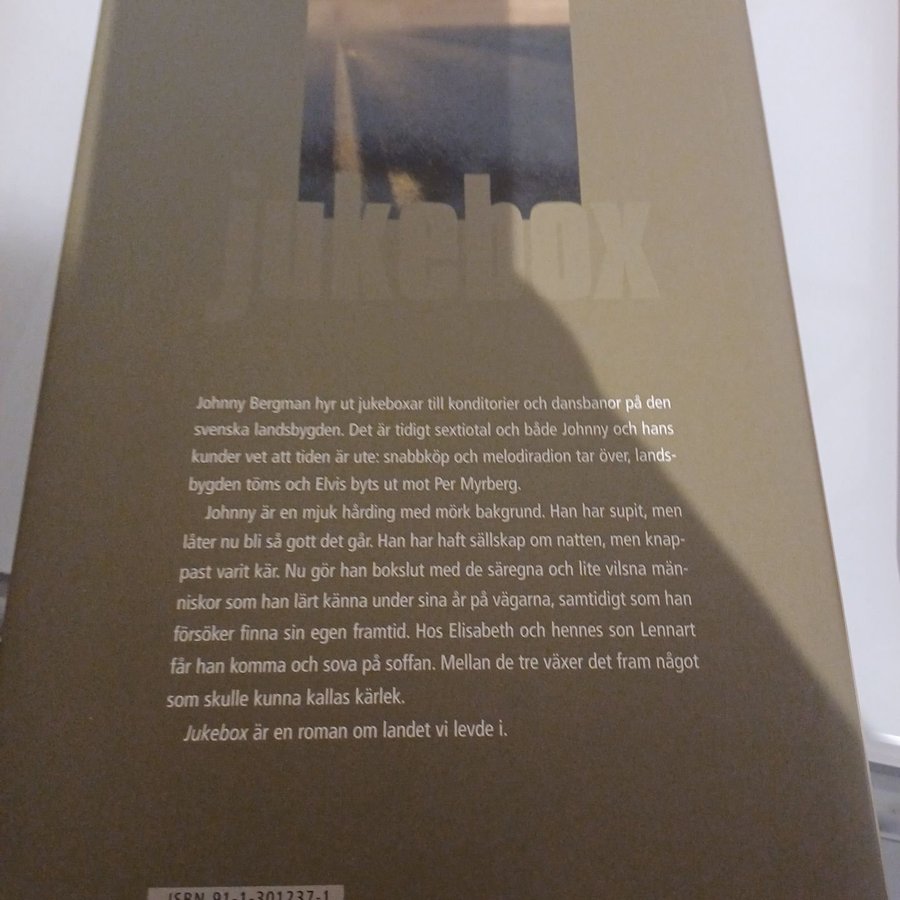 jukebox
Johnny Bergman hyr ut jukeboxar till konditorier och dansbanor på den
svenska landsbygden. Det är tidigt sextiotal och både Johnny och hans
kunder vet att tiden är ute: snabbköp och melodiradion tar över, lands-
bygden töms och Elvis byts ut mot Per Myrberg.
Johnny är en mjuk hårding med mörk bakgrund. Han har supit, men
låter nu bli så gott det går. Han har haft sällskap om natten, men knap-
past varit kär. Nu gör han bokslut med de säregna och lite vilsna män-
niskor som han lärt känna under sina år på vägarna, samtidigt som han
försöker finna sin egen framtid. Hos Elisabeth och hennes son Lennart
får han komma och sova på soffan. Mellan de tre växer det fram något
som skulle kunna kallas kärlek.
Jukebox är en roman om landet vi levde i.
ISBN 91-1-301237-1